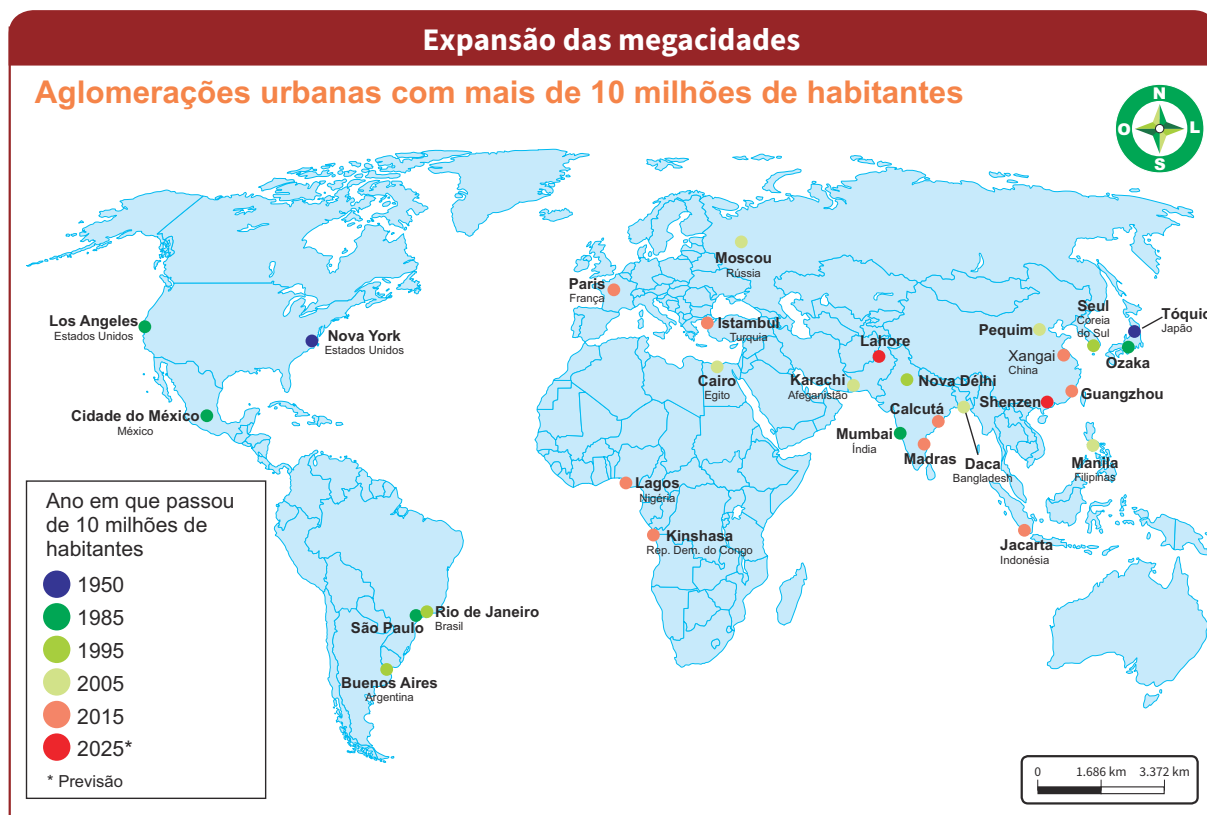 Expansão das megacidades
Aglomerações urbanas com mais de 10 milhões de habitantes
N
O
L
S
Moscou
Rússia
Paris
França
Los Angeles
Estados Unidos
Nova York
Estados Unidos
Istambul
Turquia
Lahore
Pequim
Seul
Coreia
do Sul
Tóquio
Japão
Xangai
China
Ozaka
Cairo
Egito
Karachi
Afeganistão
Nova Délhi
Cidade do México
México
Calcutá
Shenzen
Guangzhou
Mumbai
Índia
Madras
Daca
Bangladesh
Manila
Filipinas
Lagos
Nigéria
Kinshasa
Rep. Dem. do Congo
Jacarta
Indonésia
Rio de Janeiro
Brasil
São Paulo
Buenos Aires
Argentina
Ano em que passou
de 10 milhões de
habitantes
1950
1985
1995
2005
2015
2025*
* Previsão
0 1.686 km 3.372 km